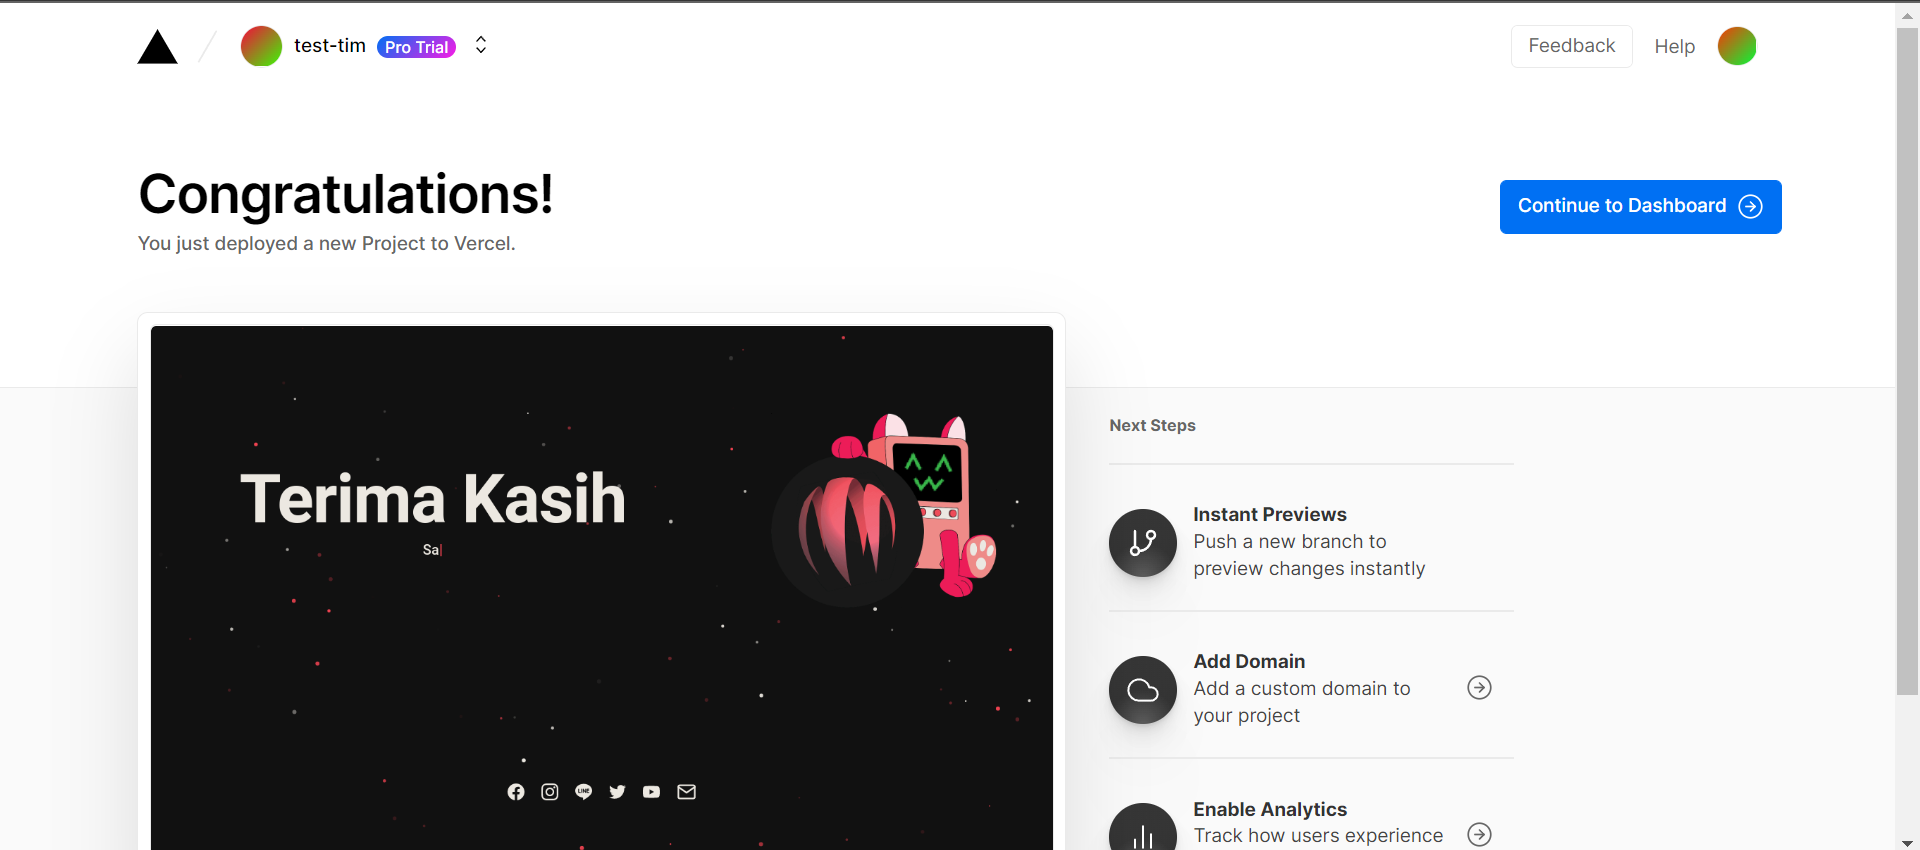 test-tim Pro Trial
Feedback Help
Congratulations!
You just deployed a new Project to Vercel.
Continue to Dashboard
Terima Kasih
Sa
Next Steps
Instant Previews
Push a new branch to
preview changes instantly
Add Domain
Add a custom domain to
your project
Enable Analytics
Track how users experience